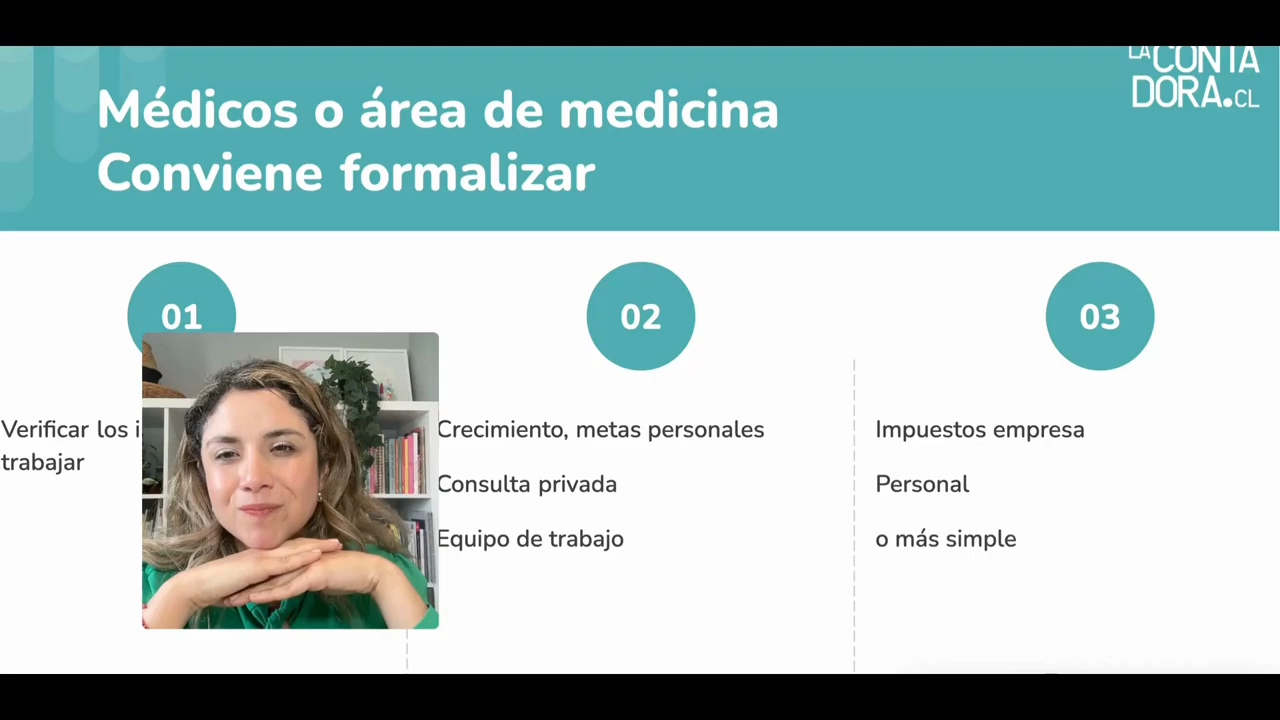 LA CONTA
DORA.CL
Médicos o área de medicina
Conviene formalizar
01
Verificar los
trabajar
02
Crecimiento, metas personales
Consulta privada
Equipo de trabajo
03
Impuestos empresa
Personal
o más simple